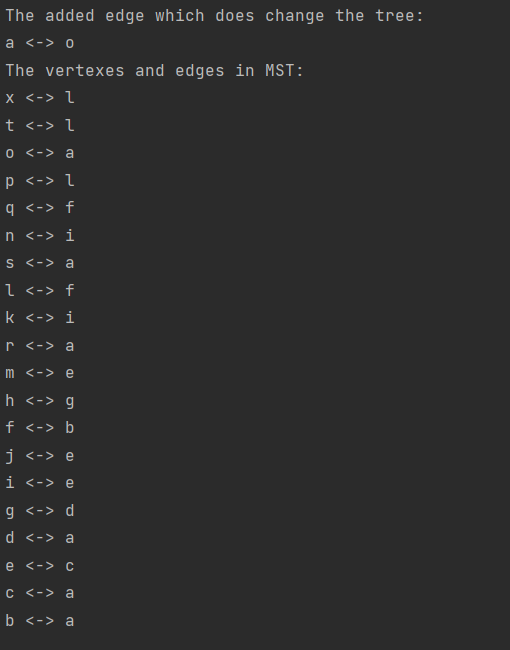 The added edge which does change the tree:
a <-> o
The vertexes and edges in MST:
x <-> l
t <-> l
o <-> a
p <-> l
q <-> f
n <-> i
s <-> a
l <-> f
k <-> i
r <-> a
m <-> e
h <-> g
f <-> b
j <-> e
i <-> e
g <-> d
d <-> a
e <-> c
c <-> a
b <-> a